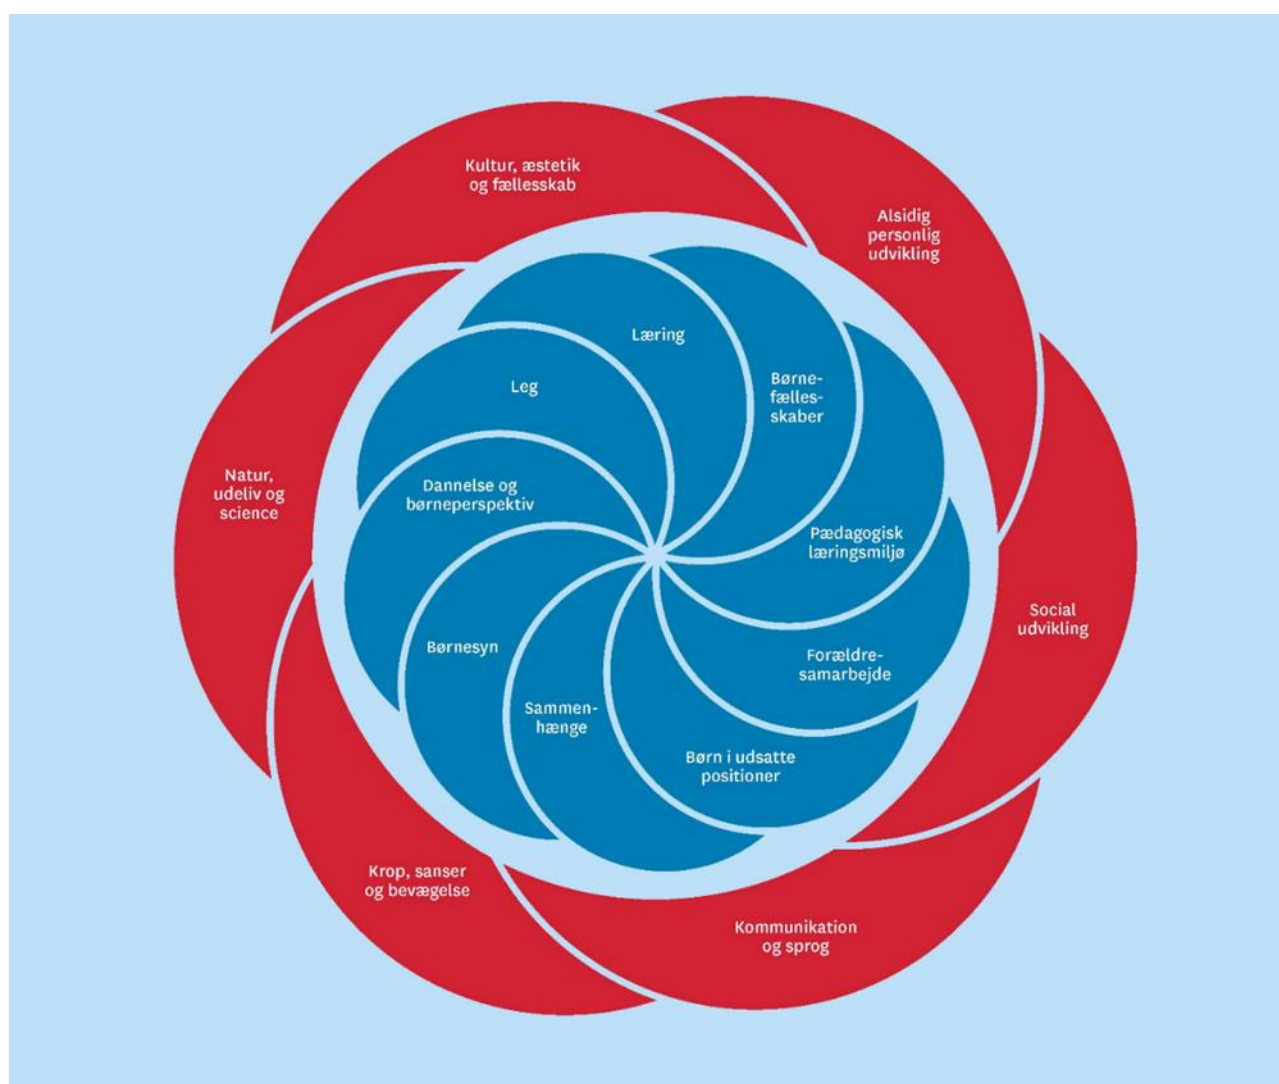 Kultur, æstetik
og fællesskab
Alsidig
personlig
udvikling
Læring
Børne-
fælles-
skaber
Leg
Natur,
udeliv og
science
Dannelse og
børneperspektiv
Pædagogisk
læringsmiljø
Social
udvikling
Børnesyn
Forældre-
samarbejde
Sammen-
hænge
Børn i udsatte
positioner
Krop, sanser
og bevægelse
Kommunikation
og sprog